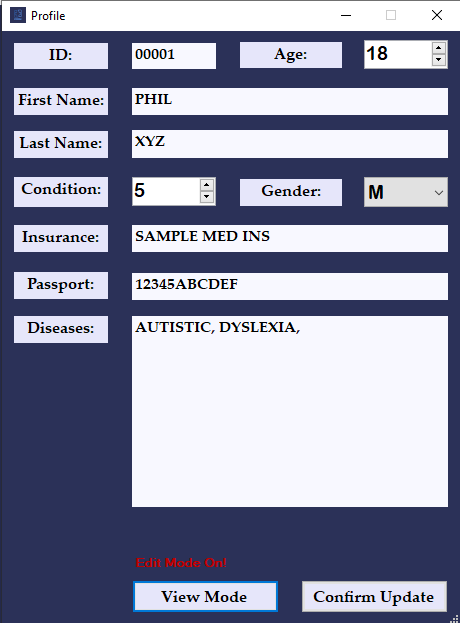 Profile
ID: 00001 Age: 18
First Name: PHIL
Last Name: XYZ
Condition: 5 Gender: M
Insurance: SAMPLE MED INS
Passport: 12345ABCDEF
Diseases: AUTISTIC, DYSLEXIA,
Edit Mode On!
View Mode Confirm Update